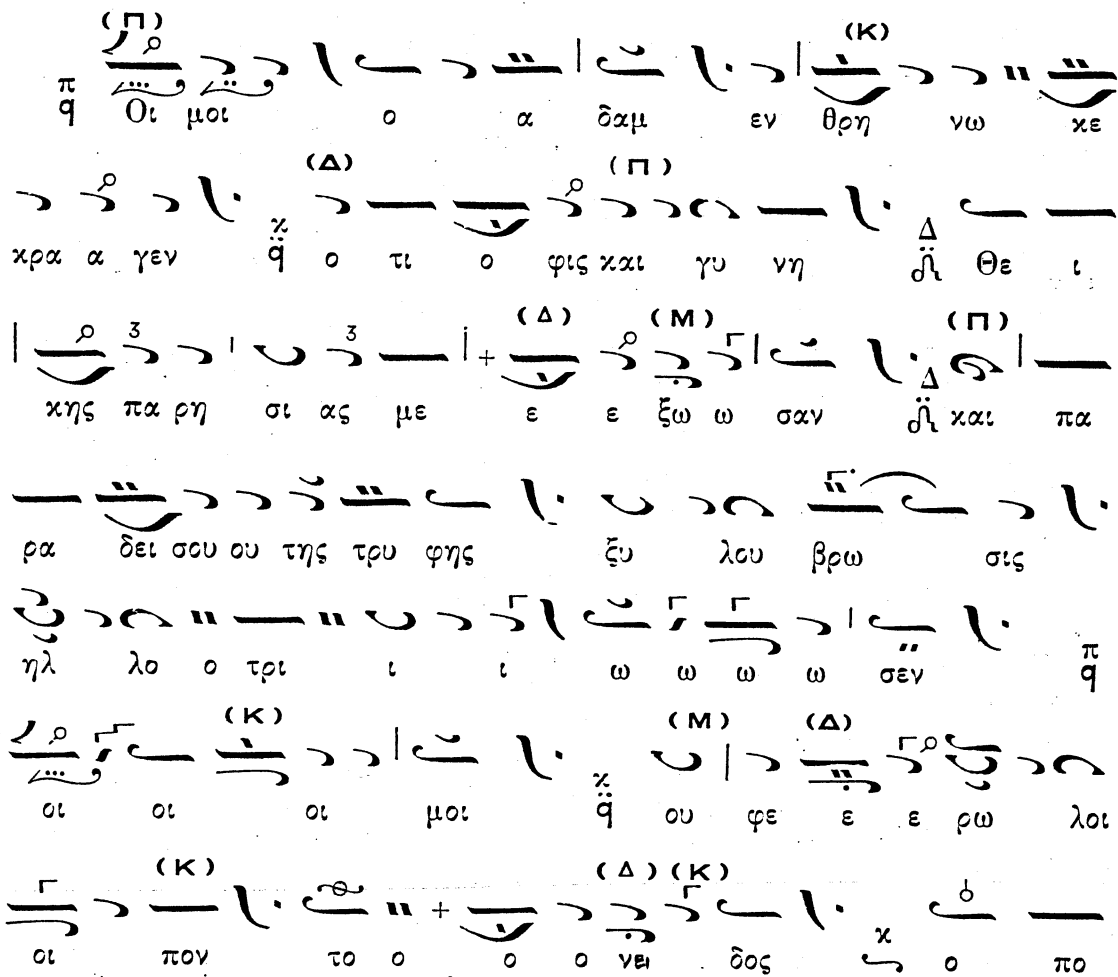 (Π) (Κ)
π q Οι μοι ο α δαμ εν θρη νω κε
(Δ) (Π)
κρα α γεν χ q ο τι ο φις και γυ νη Δ Θε ι
3 3 (Δ) (Μ) (Π)
κης πα ρη σι ας με ε ε ξω ω σαν Δ και πα
ρα δει σου ου της τρυ φης ξυ λου βρω σις
ηλ λο ο τρι ι ι ω ω ω ω σεν π q
(Κ) (Μ) (Δ)
οι οι οι μοι χ q ου φε ε ε ρω λοι
(Κ) (Δ) (Κ)
οι πον το ο ο ο νει δος χ ο πο